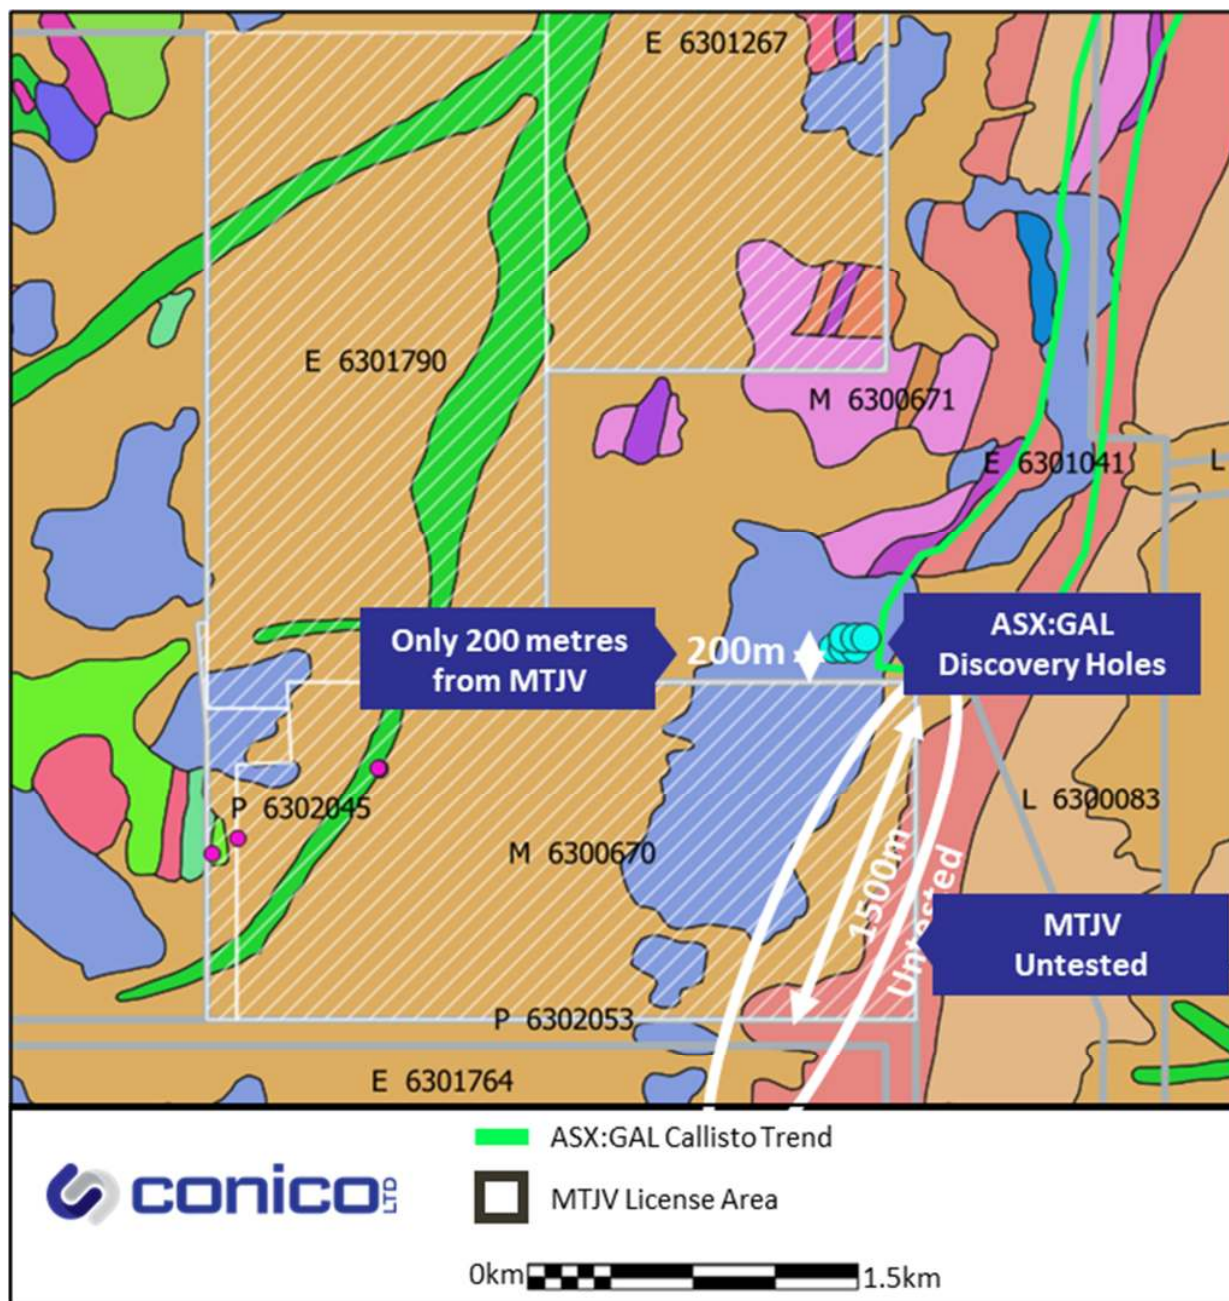 E 6301267
E 6301790
M 6300671
E 6301041
L
Only 200 metres
from MTJV
200m
ASX:GAL
Discovery Holes
P 6302045
M 6300670
L 6300083
1500m
Untested
MTJV
Untested
P 6302053
E 6301764
conico LTD
ASX:GAL Callisto Trend
MTJV License Area
0km 1.5km